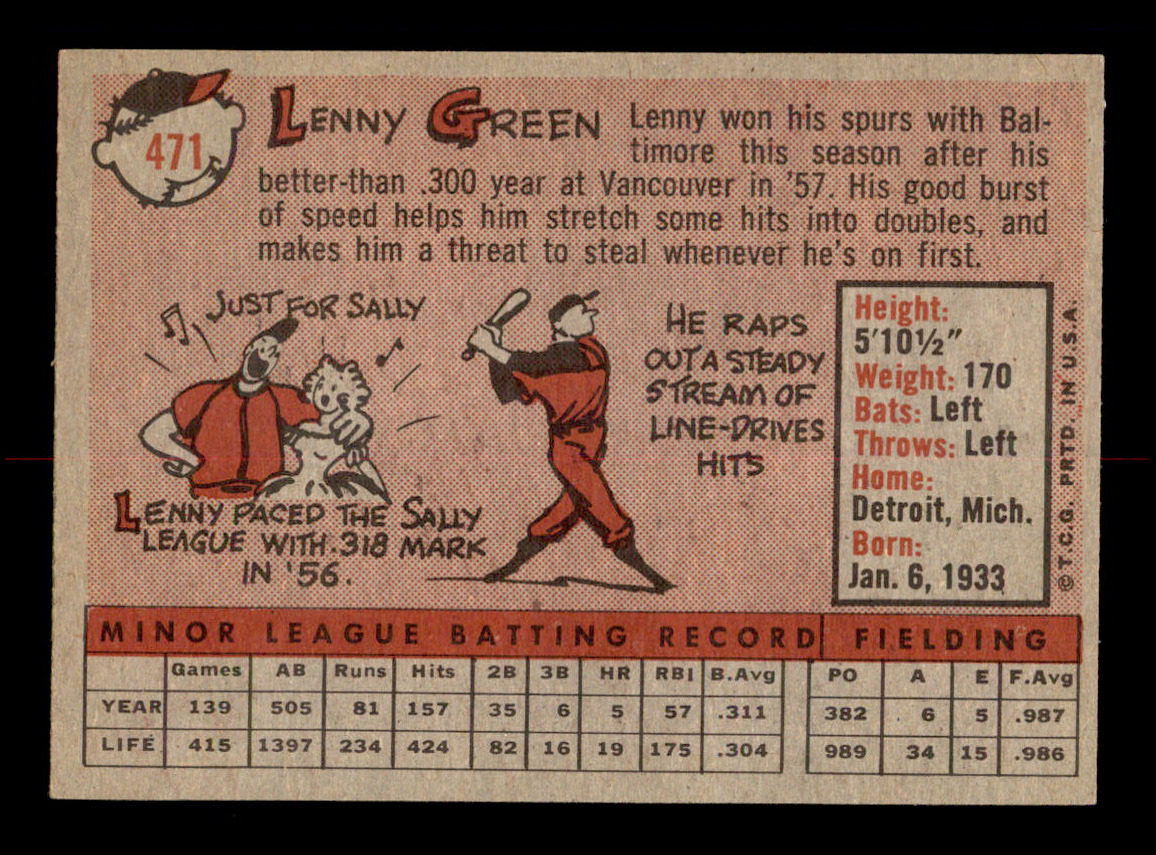 471
LENNY GREEN
Lenny won his spurs with Bal-
timore this season after his
better-than .300 year at Vancouver in '57. His good burst
of speed helps him stretch some hits into doubles, and
makes him a threat to steal whenever he's on first.
JUST FOR SALLY
LENNY PACED THE SALLY
LEAGUE WITH .318 MARK
IN '56.
HE RAPS
OUT A STEADY
STREAM OF
LINE-DRIVES
HITS
Height:
5'10½"
Weight: 170
Bats: Left
Throws: Left
Home:
Detroit, Mich.
Born:
Jan. 6, 1933
© T.C.G. PRTD. IN U.S.A.
MINOR LEAGUE BATTING RECORD FIELDING
Games AB Runs Hits 2B 3B HR RBI B.Avg PO A E F.Avg
YEAR 139 505 81 157 35 6 5 57 .311 382 6 5 .987
LIFE 415 1397 234 424 82 16 19 175 .304 989 34 15 .986